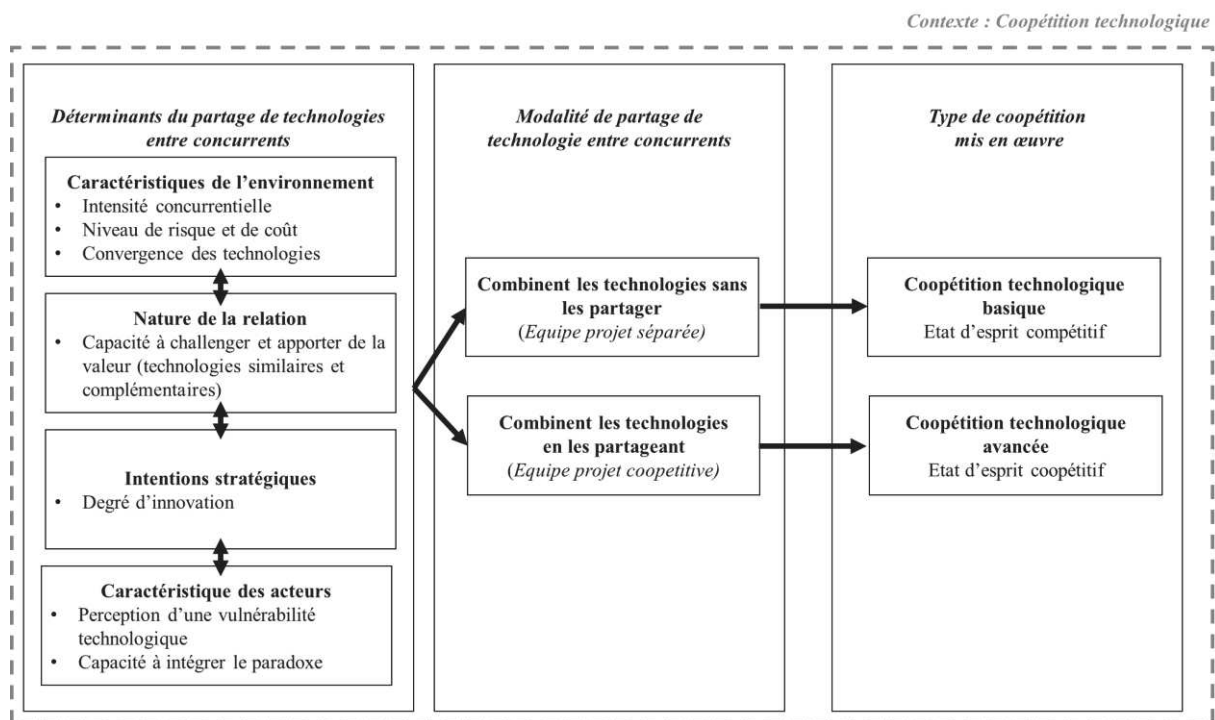 Contexte : Coopétition technologique
Déterminants du partage de technologies
entre concurrents
Caractéristiques de l'environnement
• Intensité concurrentielle
• Niveau de risque et de coût
• Convergence des technologies
Nature de la relation
• Capacité à challenger et apporter de la
valeur (technologies similaires et
complémentaires)
Intentions stratégiques
• Degré d'innovation
Caractéristique des acteurs
• Perception d'une vulnérabilité
technologique
• Capacité à intégrer le paradoxe
Modalité de partage de
technologie entre concurrents
Combinent les technologies sans
les partager
(Equipe projet séparée)
Combinent les technologies
en les partageant
(Equipe projet coopetitive)
Type de coopétition
mis en œuvre
Coopétition technologique
basique
Etat d'esprit compétitif
Coopétition technologique
avancée
Etat d'esprit coopétitif